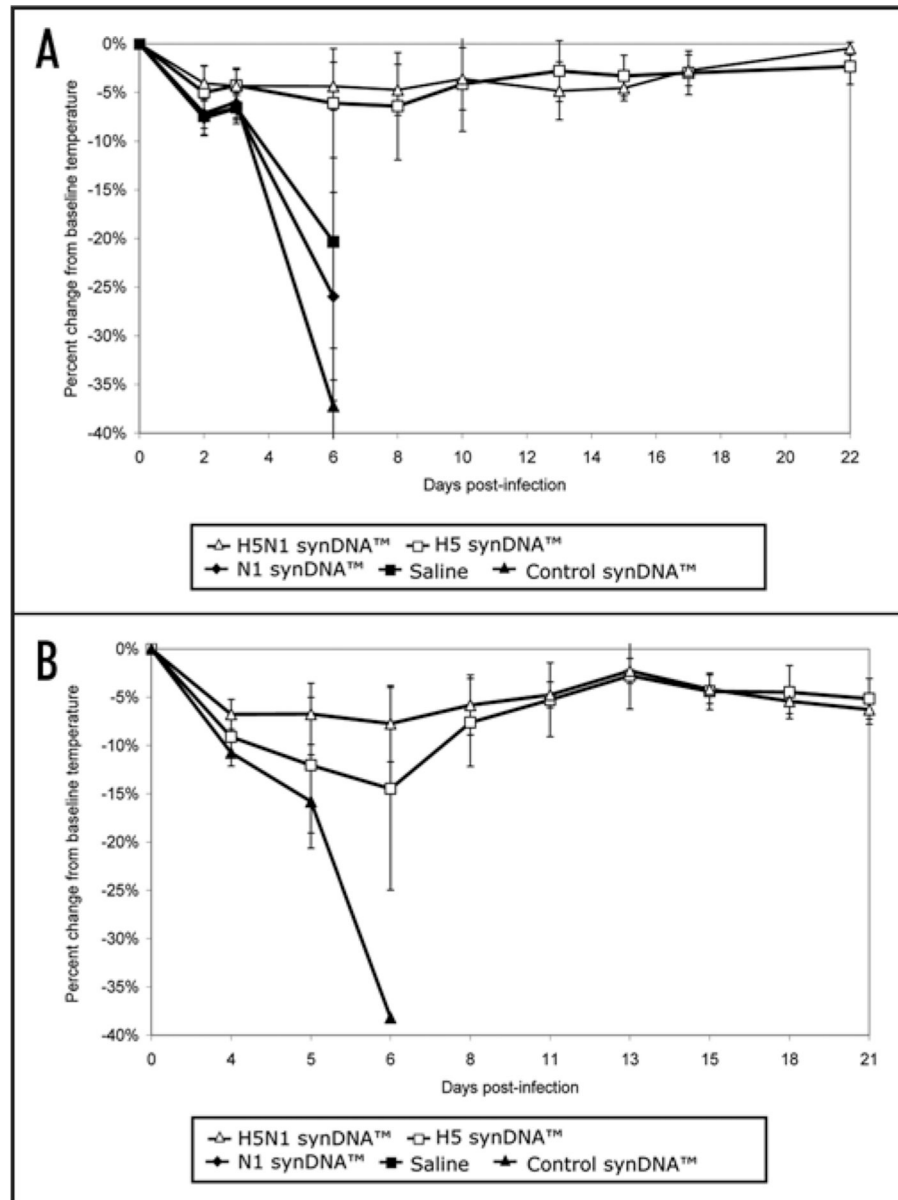 A
0%
-5%
-10%
-15%
-20%
-25%
-30%
-35%
-40%
Percent change from baseline temperature
0 2 4 6 8 10 12 14 16 18 20 22
Days post-infection
H5N1 synDNA™ H5 synDNA™
N1 synDNA™ Saline Control synDNA™
B
0%
-5%
-10%
-15%
-20%
-25%
-30%
-35%
-40%
Percent change from baseline temperature
0 4 5 6 8 11 13 15 18 21
Days post-infection
H5N1 synDNA™ H5 synDNA™
N1 synDNA™ Saline Control synDNA™